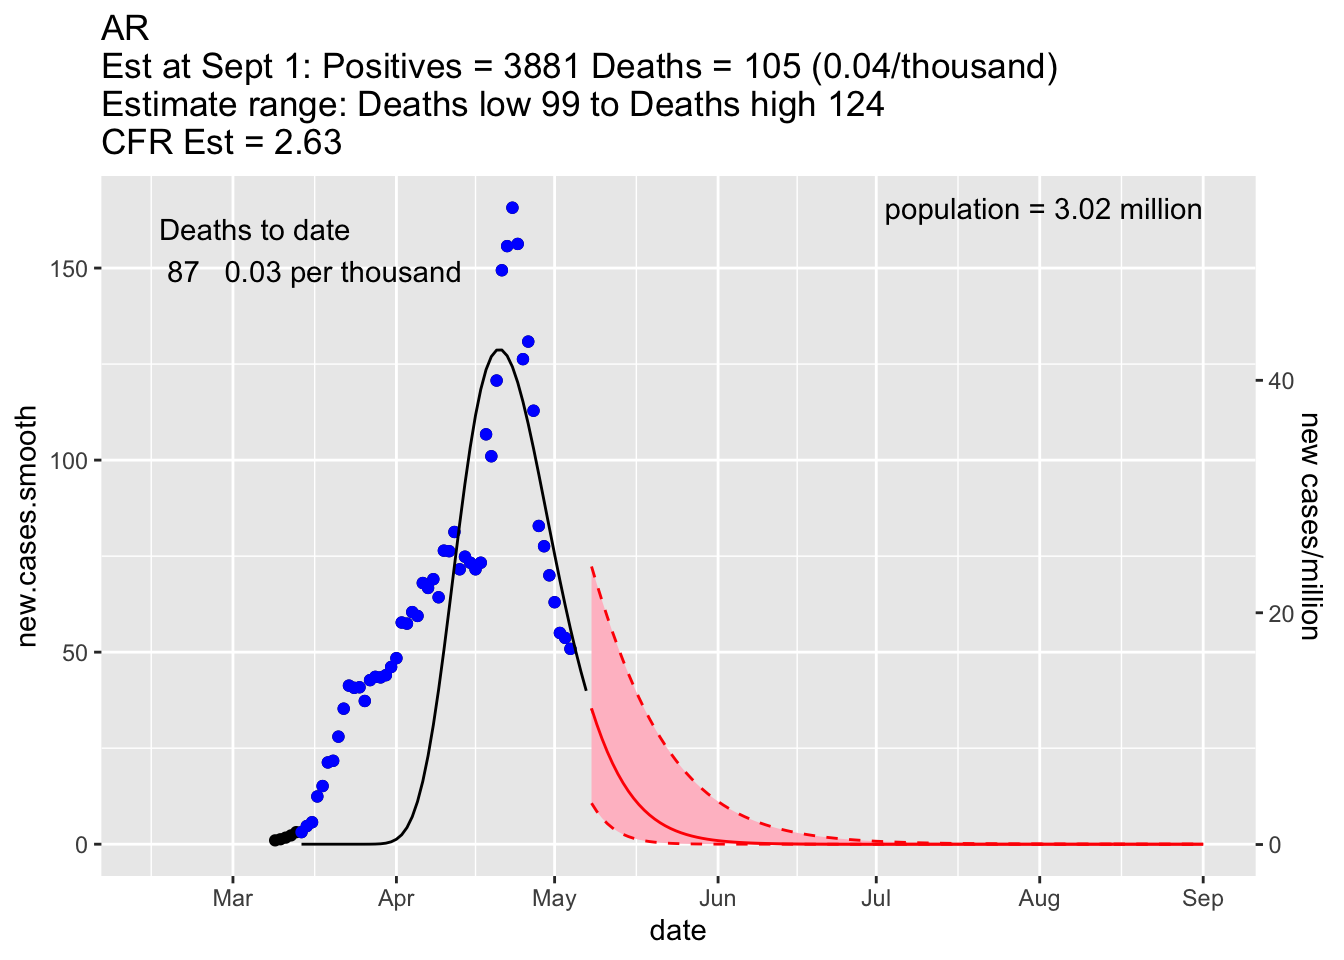 AR
Est at Sept 1: Positives = 3881 Deaths = 105 (0.04/thousand)
Estimate range: Deaths low 99 to Deaths high 124
CFR Est = 2.63
population = 3.02 million
Deaths to date
87 0.03 per thousand
150
100
50
0
new.cases.smooth
40
20
0
new cases/million
Mar Apr May Jun Jul Aug Sep
date